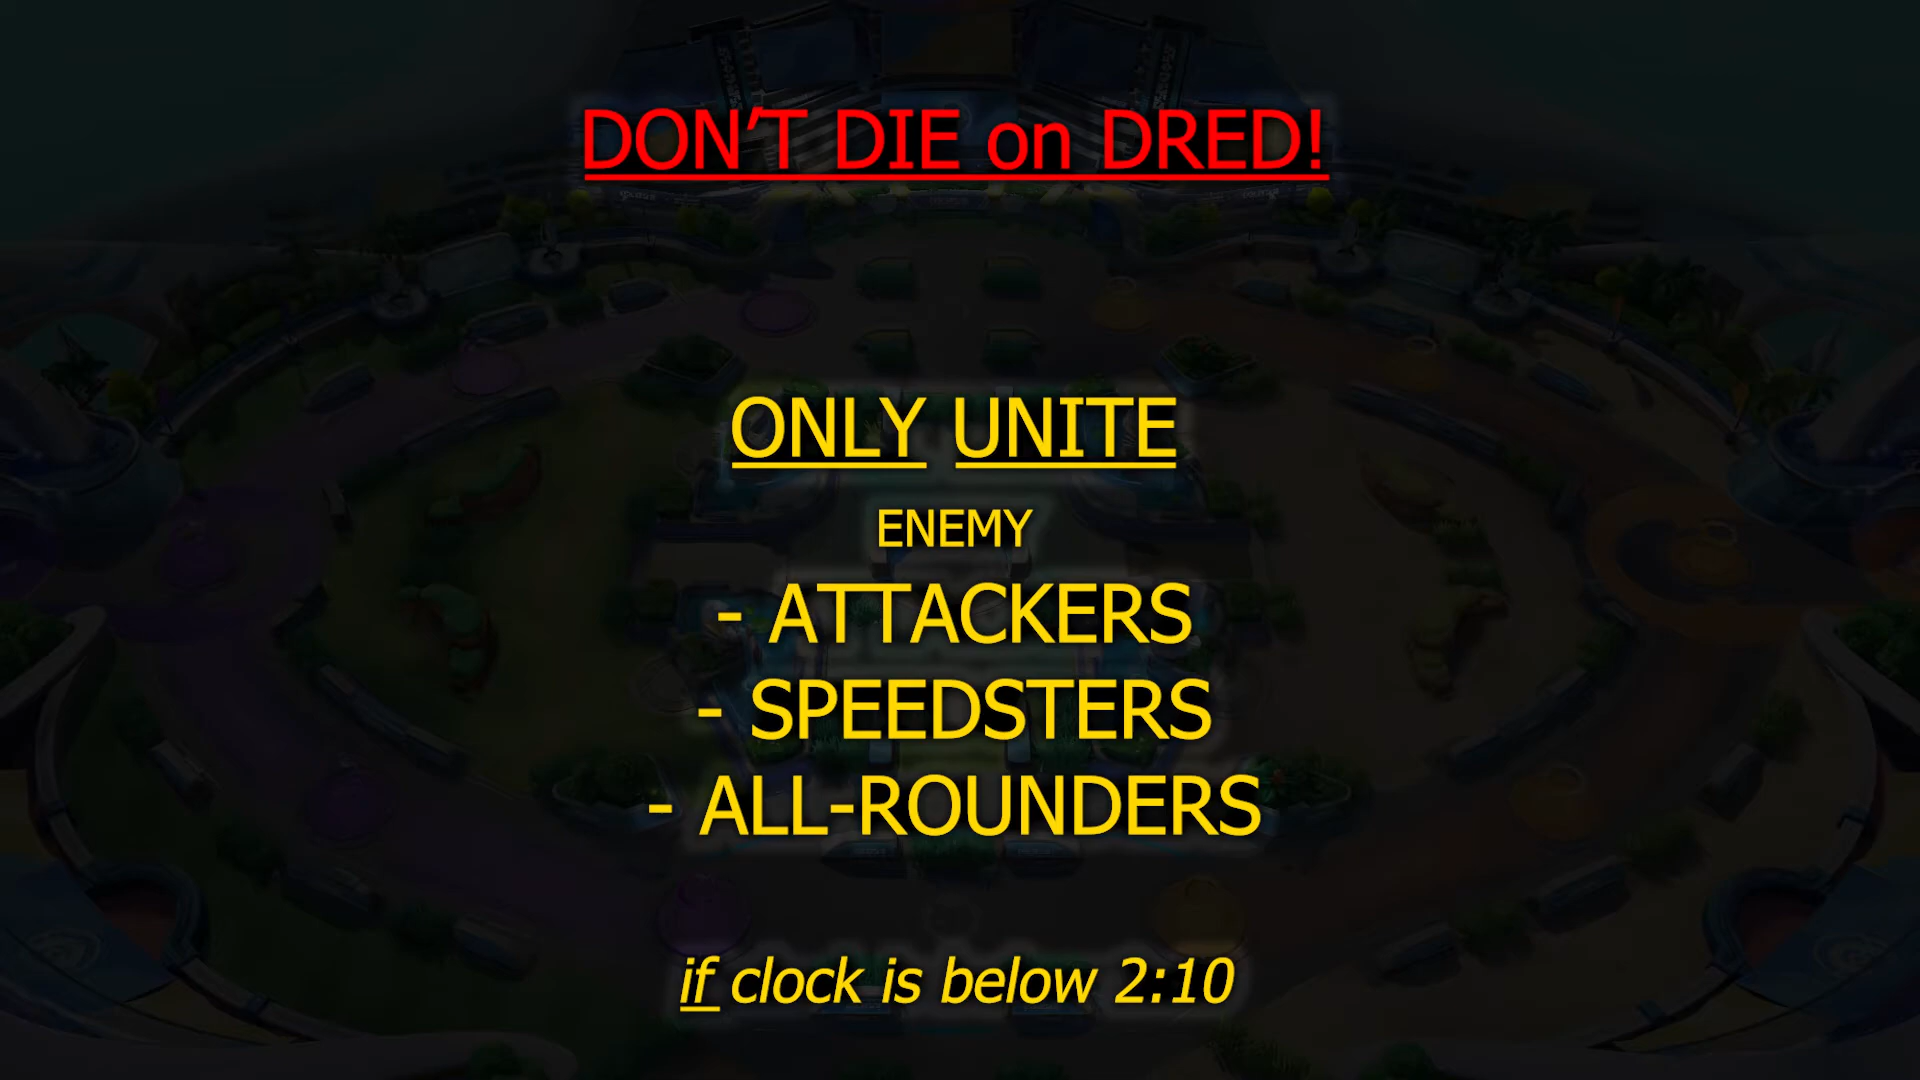 DON'T DIE on DRED!
ONLY UNITE
ENEMY
- ATTACKERS
- SPEEDSTERS
- ALL-ROUNDERS
if clock is below 2:10